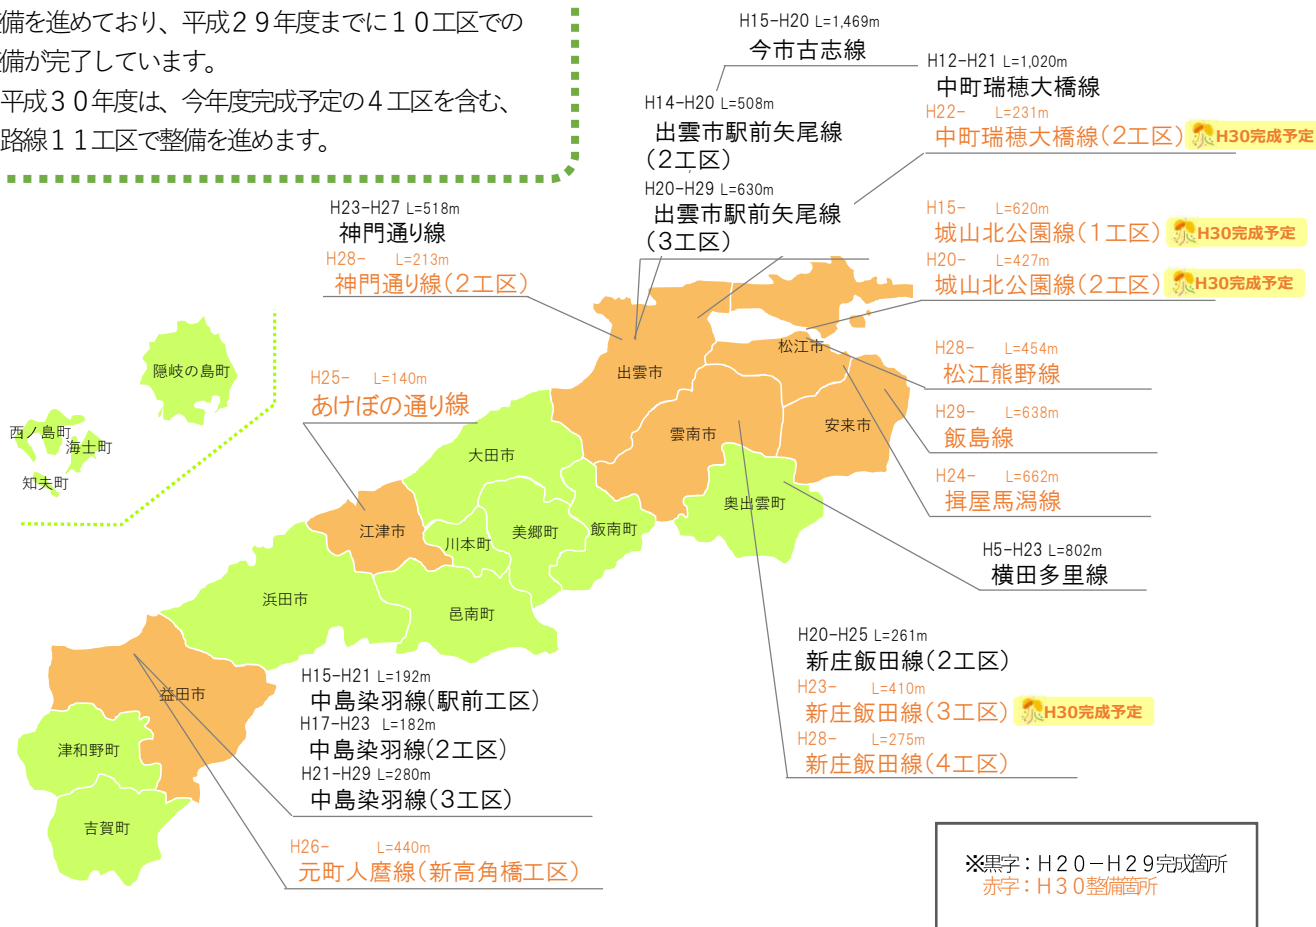 備を進めており、平成２９年度までに１０工区での
備が完了しています。
平成３０年度は、今年度完成予定の４工区を含む、
路線１１工区で整備を進めます。
H15-H20 L=1,469m
今市古志線
H14-H20 L=508m
出雲市駅前矢尾線
(2工区)
H20-H29 L=630m
出雲市駅前矢尾線
(3工区)
H12-H21 L=1,020m
中町瑞穂大橋線
H22- L=231m
中町瑞穂大橋線(2工区) H30完成予定
H15- L=620m
城山北公園線(1工区) H30完成予定
H20- L=427m
城山北公園線(2工区) H30完成予定
H23-H27 L=518m
神門通り線
H28- L=213m
神門通り線(2工区)
H25- L=140m
あけぼの通り線
H28- L=454m
松江熊野線
H29- L=638m
飯島線
H24- L=662m
揖屋馬潟線
H5-H23 L=802m
横田多里線
隠岐の島町
西ノ島町
海士町
知夫町
松江市
出雲市
安来市
雲南市
大田市
奥出雲町
江津市
川本町
美郷町
飯南町
浜田市
邑南町
益田市
津和野町
吉賀町
H20-H25 L=261m
新庄飯田線(2工区)
H23- L=410m
新庄飯田線(3工区) H30完成予定
H28- L=275m
新庄飯田線(4工区)
H15-H21 L=192m
中島染羽線(駅前工区)
H17-H23 L=182m
中島染羽線(2工区)
H21-H29 L=280m
中島染羽線(3工区)
H26- L=440m
元町人麿線(新高角橋工区)
※黒字：Ｈ２０－Ｈ２９完成箇所
赤字：Ｈ３０整備箇所